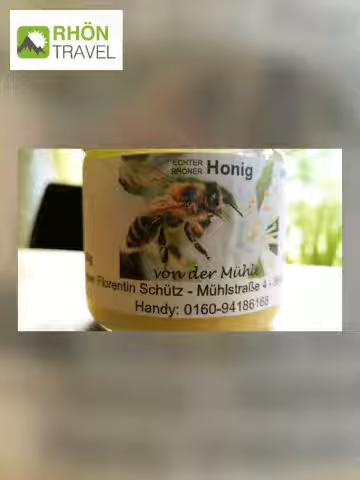 RHÖN
TRAVEL
ECHTER
RHÖNER Honig
von der Mühle
Florentin Schütz - Mühlstraße 4
Handy: 0160-94186168